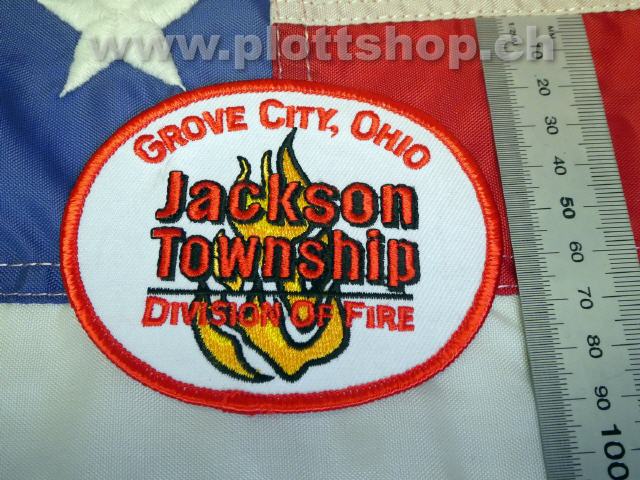 www.plottshop.ch
GROVE CITY, OHIO
Jackson
Township
DIVISION OF FIRE
10
20
30
40
50
60
70
80
90
100